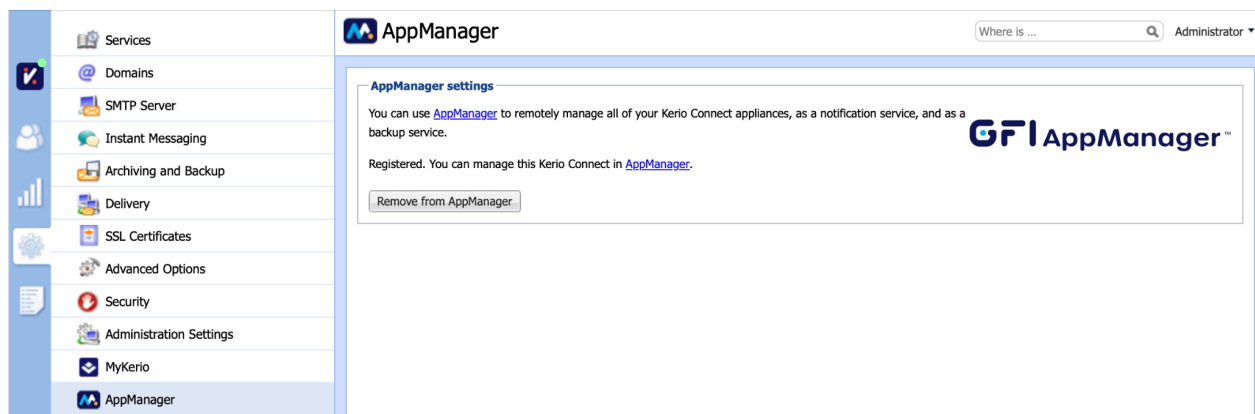 Services
Domains
SMTP Server
Instant Messaging
Archiving and Backup
Delivery
SSL Certificates
Advanced Options
Security
Administration Settings
MyKerio
AppManager
AppManager
Where is ...
Administrator
AppManager settings
You can use AppManager to remotely manage all of your Kerio Connect appliances, as a notification service, and as a
backup service.
Registered. You can manage this Kerio Connect in AppManager.
Remove from AppManager
GFI AppManager™